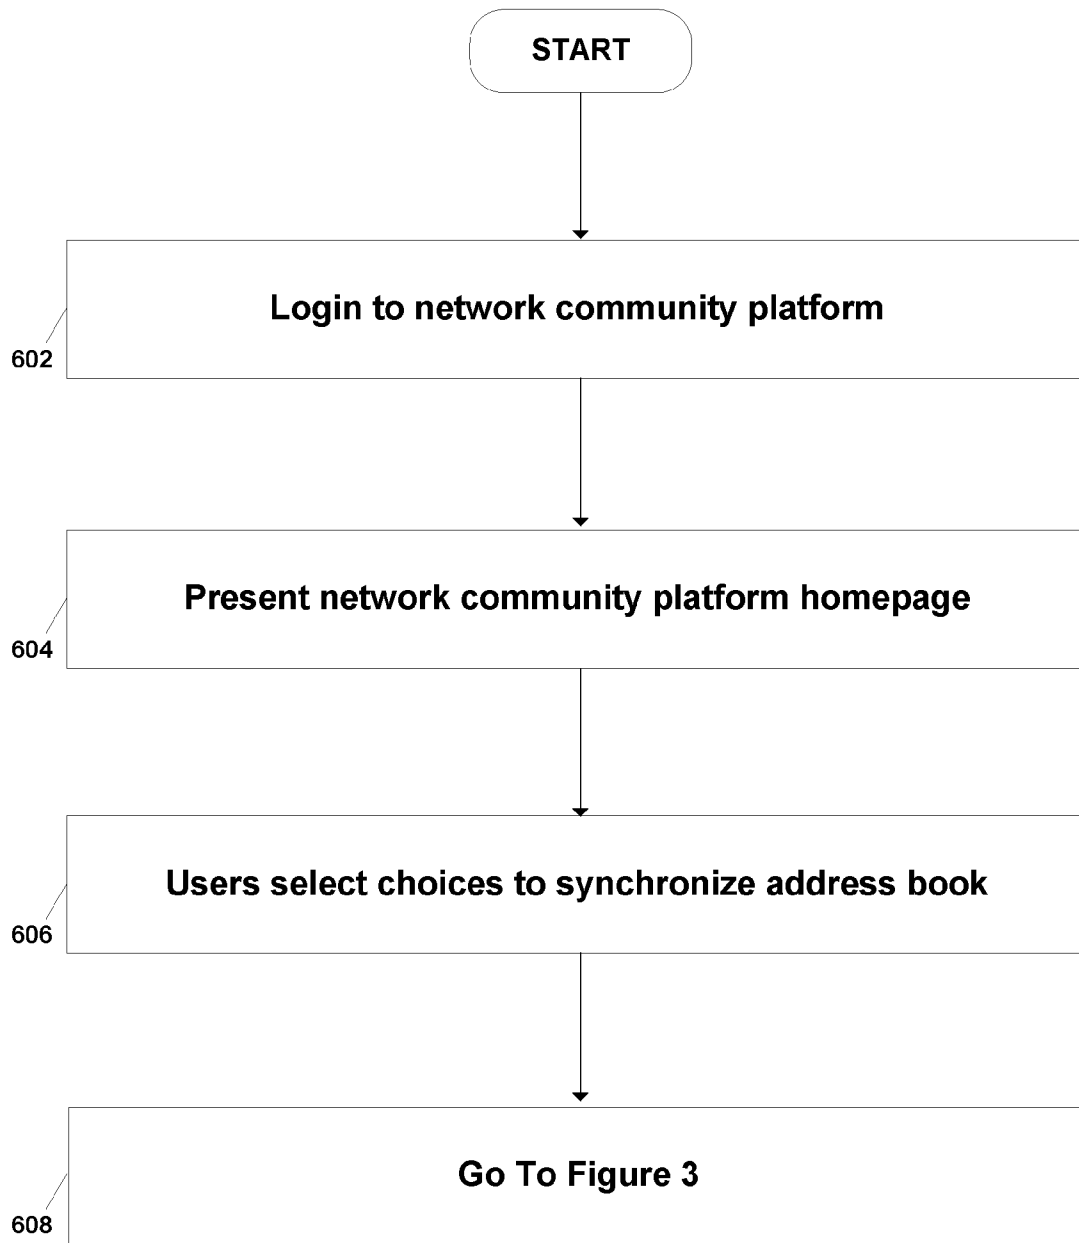 START
Login to network community platform
602
Present network community platform homepage
604
Users select choices to synchronize address book
606
Go To Figure 3
608